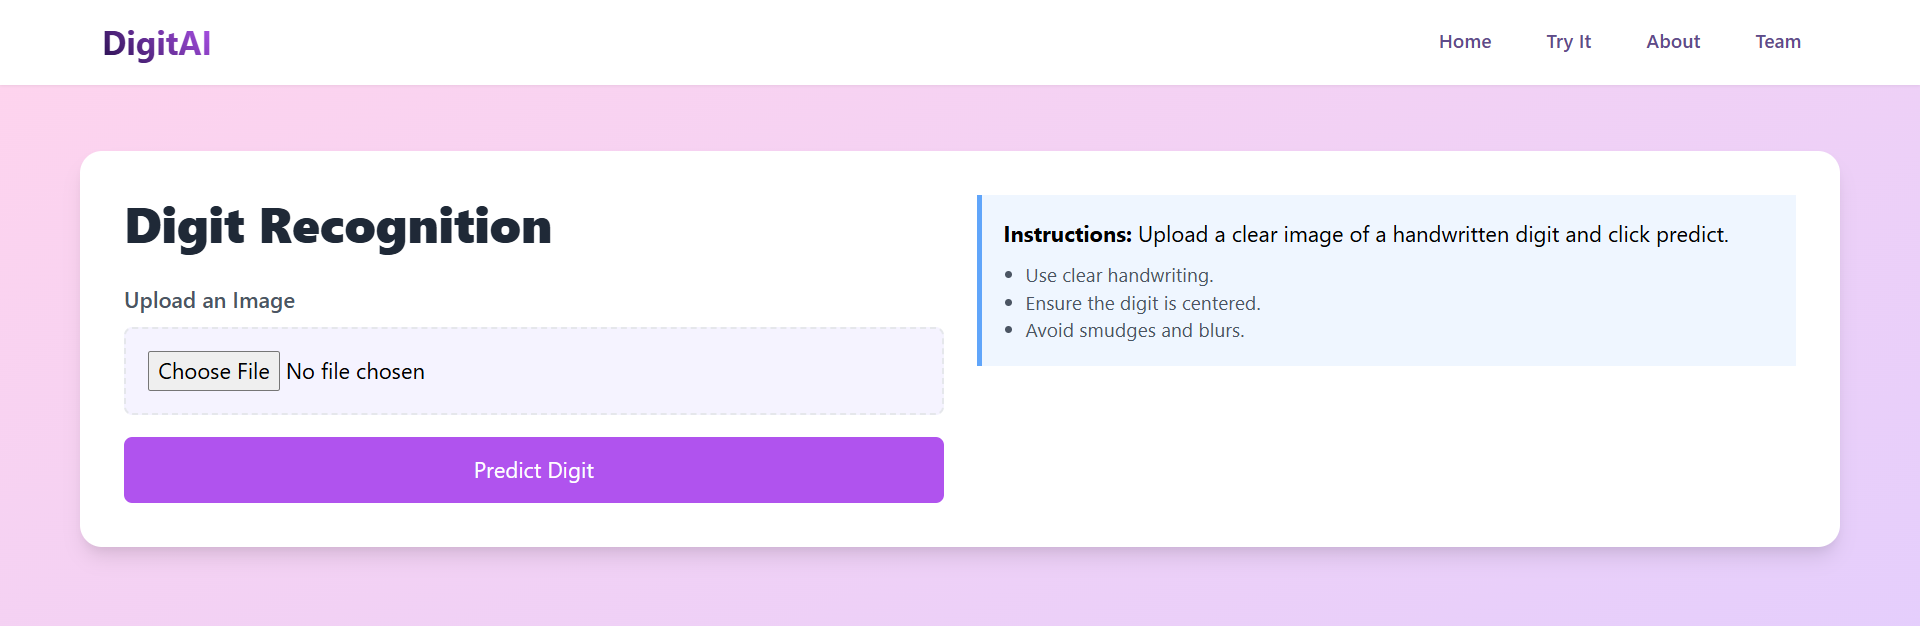 DigitAI
Home
Try It
About
Team
Digit Recognition
Upload an Image
Choose File No file chosen
Predict Digit
Instructions: Upload a clear image of a handwritten digit and click predict.
Use clear handwriting.
Ensure the digit is centered.
Avoid smudges and blurs.